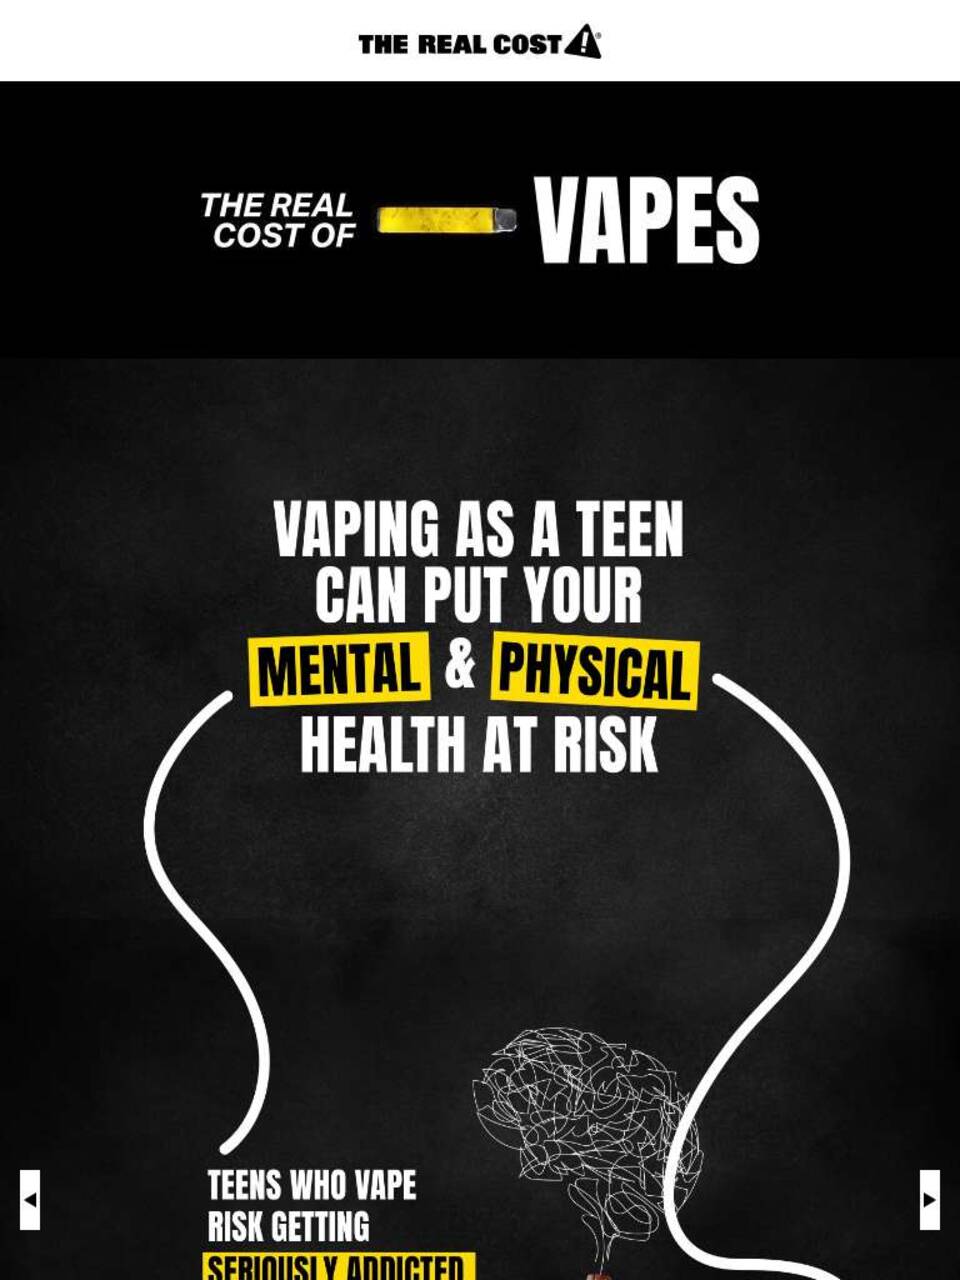 THE REAL COST
THE REAL
COST OF
VAPES
VAPING AS A TEEN
CAN PUT YOUR
MENTAL & PHYSICAL
HEALTH AT RISK
TEENS WHO VAPE
RISK GETTING
SERIOUSLY ADDICTED